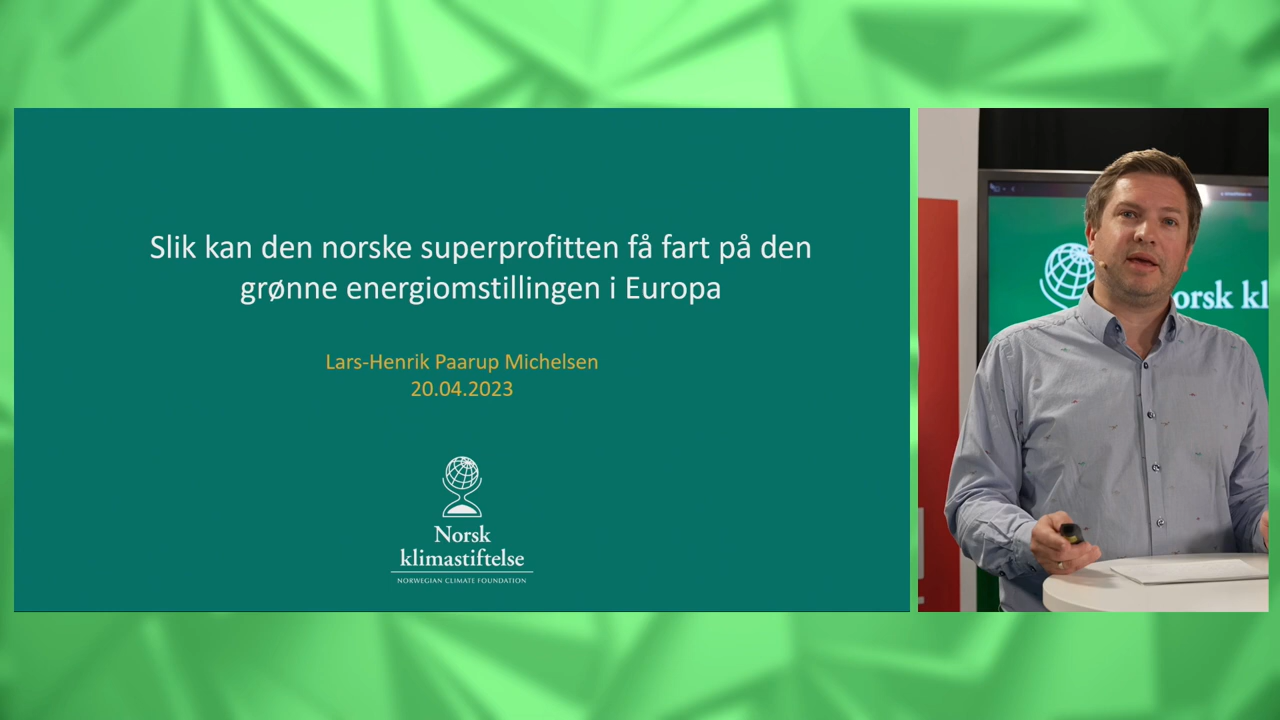 Slik kan den norske superprofitten få fart på den
grønne energiomstillingen i Europa
Lars-Henrik Paarup Michelsen
20.04.2023
Norsk
klimastiftelse
NORWEGIAN CLIMATE FOUNDATION
orsk kl